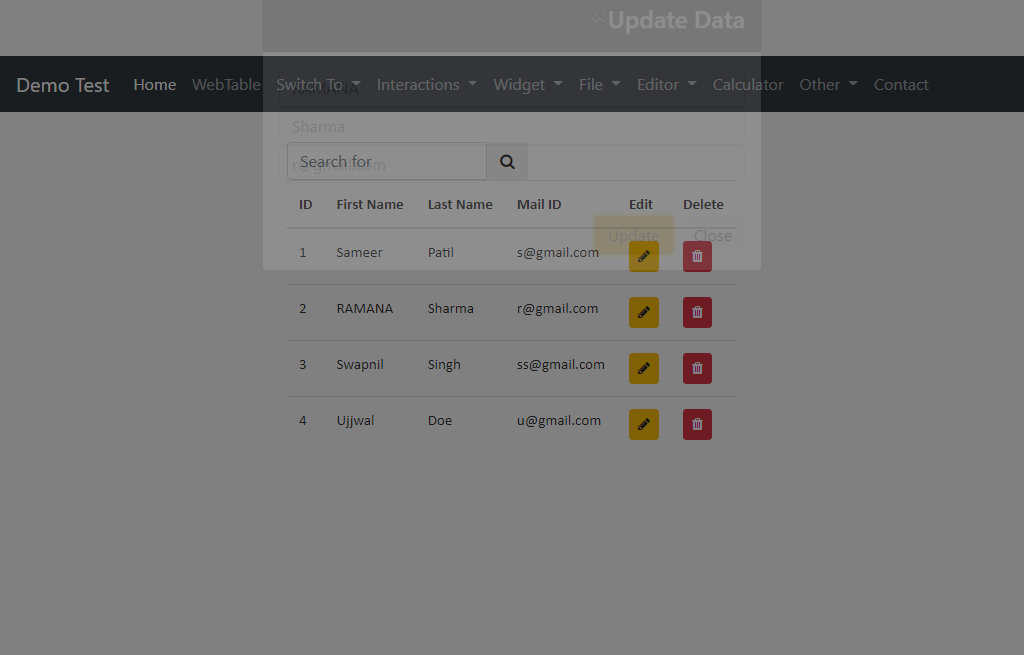 ×Update Data
Demo Test Home WebTable Switch To Interactions Widget File Editor Calculator Other Contact
RAMANA
Sharma
Search for
r@gmail.com
ID First Name Last Name Mail ID Edit Delete
Update Close
1 Sameer Patil s@gmail.com
2 RAMANA Sharma r@gmail.com
3 Swapnil Singh ss@gmail.com
4 Ujjwal Doe u@gmail.com